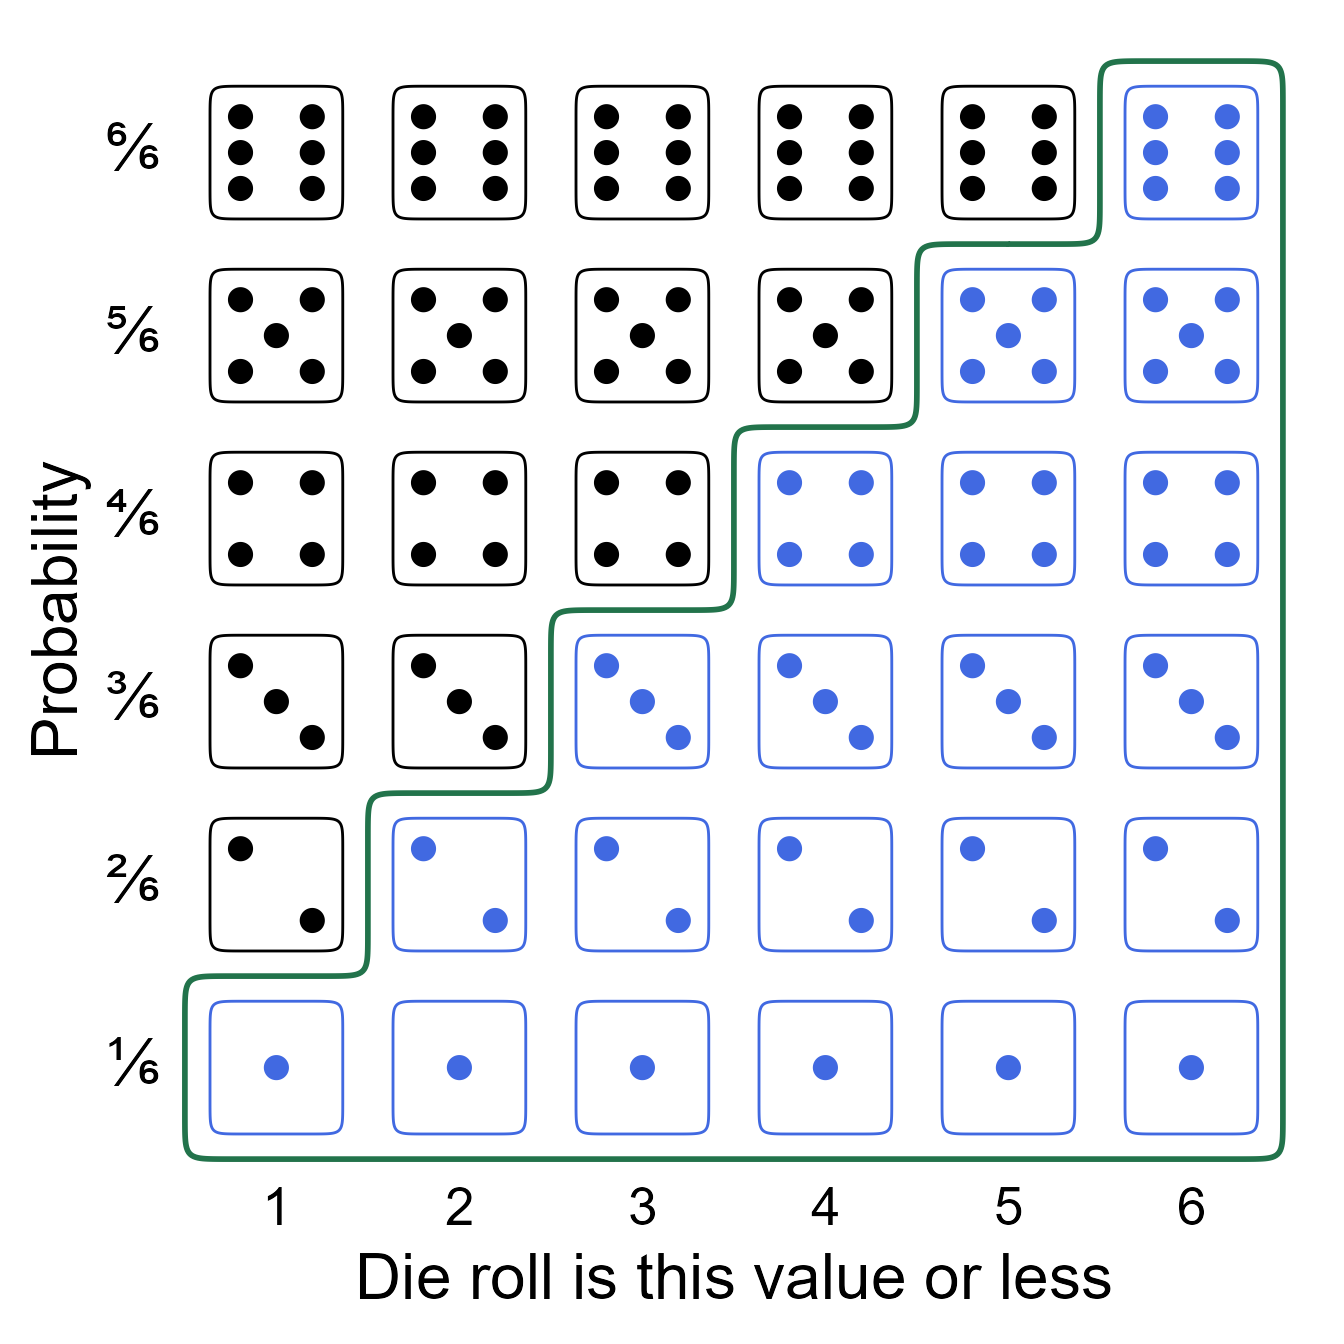 Probability
⁶⁄₆
⁵⁄₆
⁴⁄₆
³⁄₆
²⁄₆
¹⁄₆
1 2 3 4 5 6
Die roll is this value or less